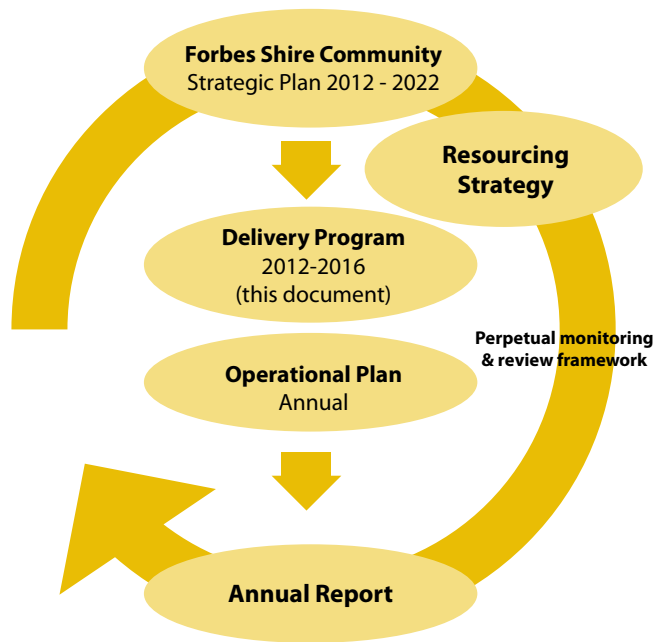 Forbes Shire Community
Strategic Plan 2012 - 2022
Resourcing
Strategy
Delivery Program
2012-2016
(this document)
Perpetual monitoring
& review framework
Operational Plan
Annual
Annual Report